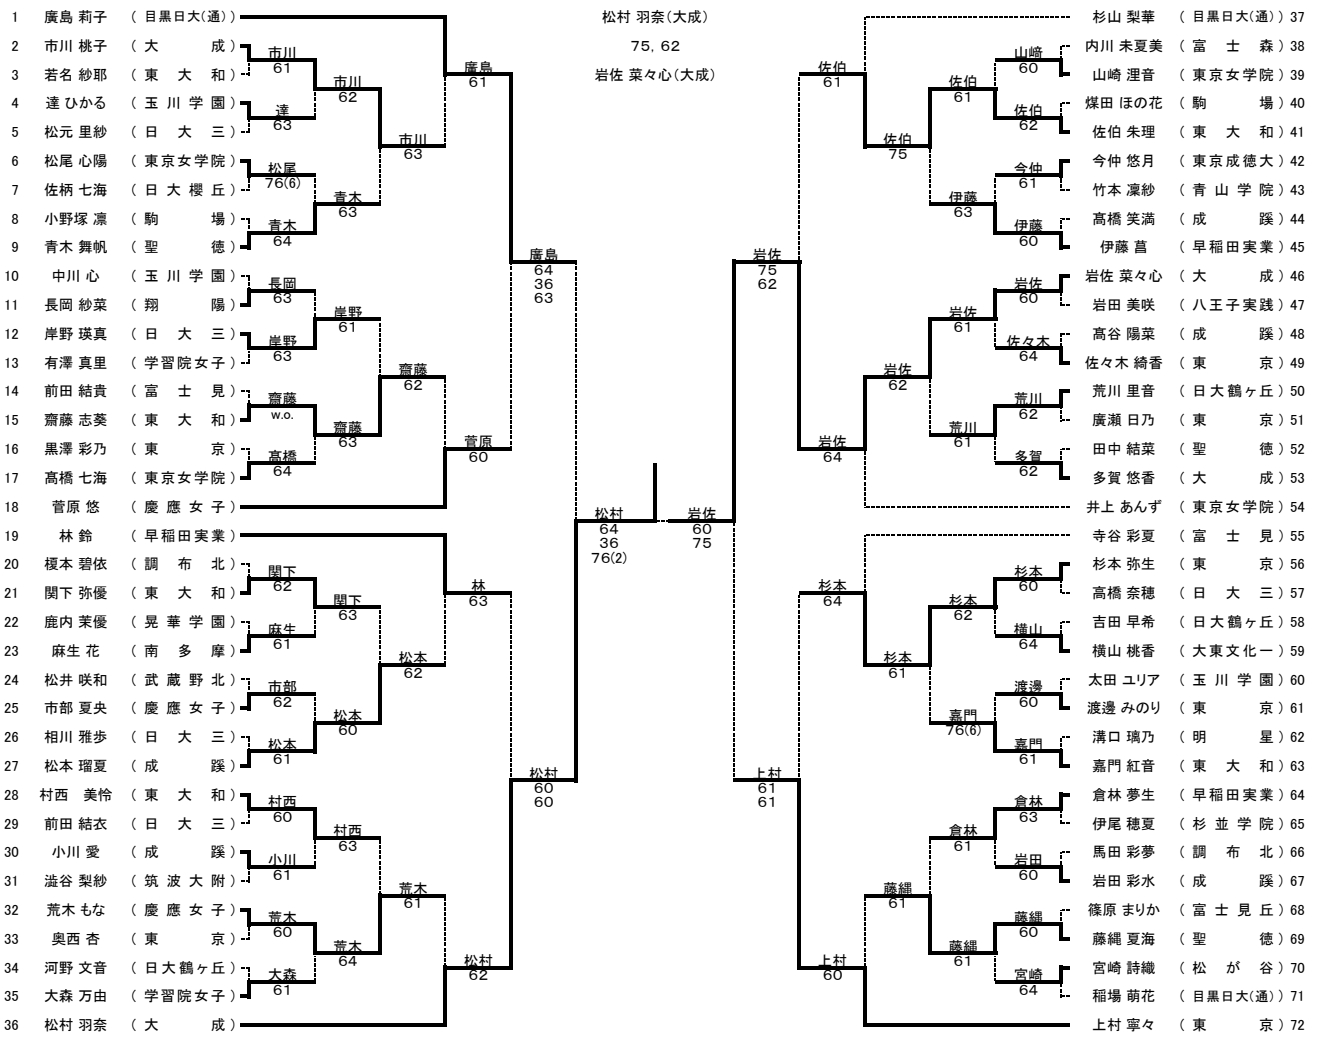 松村 羽奈(大成)
75, 62
岩佐 菜々心(大成)
1 廣島 莉子 ( 目黒日大(通) )
2 市川 桃子 ( 大 成 )
3 若名 紗耶 ( 東 大 和 )
4 達 ひかる ( 玉 川 学 園 )
5 松元 里紗 ( 日 大 三 )
6 松尾 心陽 ( 東京女学院 )
7 佐柄 七海 ( 日 大 櫻 丘 )
8 小野塚 凛 ( 駒 場 )
9 青木 舞帆 ( 聖 徳 )
10 中川 心 ( 玉 川 学 園 )
11 長岡 紗菜 ( 翔 陽 )
12 岸野 瑛真 ( 日 大 三 )
13 有澤 真里 ( 学習院女子 )
14 前田 結貴 ( 富 士 見 )
15 齋藤 志葵 ( 東 大 和 )
16 黒澤 彩乃 ( 東 京 )
17 髙橋 七海 ( 東京女学院 )
18 菅原 悠 ( 慶 應 女 子 )
19 林 鈴 ( 早稲田実業 )
20 榎本 碧依 ( 調 布 北 )
21 関下 弥優 ( 東 大 和 )
22 鹿内 茉優 ( 晃 華 学 園 )
23 麻生 花 ( 南 多 摩 )
24 松井 咲和 ( 武 蔵 野 北 )
25 市部 夏央 ( 慶 應 女 子 )
26 相川 雅歩 ( 日 大 三 )
27 松本 瑠夏 ( 成 蹊 )
28 村西 美怜 ( 東 大 和 )
29 前田 結衣 ( 日 大 三 )
30 小川 愛 ( 成 蹊 )
31 澁谷 梨紗 ( 筑 波 大 附 )
32 荒木 もな ( 慶 應 女 子 )
33 奥西 杏 ( 東 京 )
34 河野 文音 ( 日大鶴ヶ丘 )
35 大森 万由 ( 学習院女子 )
36 松村 羽奈 ( 大 成 )
市川
61
達
63
松尾
76(6)
青木
64
長岡
63
岸野
63
齋藤
w.o.
髙橋
64
関下
62
麻生
61
市部
62
松本
61
村西
60
小川
61
荒木
60
大森
61
市川
62
青木
63
岸野
61
齋藤
63
関下
63
松本
60
村西
63
荒木
64
市川
63
齋藤
62
松本
62
荒木
61
廣島
61
菅原
60
林
63
松村
62
廣島
64
36
63
松村
60
60
松村
64
36
76(2)
岩佐
60
75
岩佐
75
62
上村
61
61
佐伯
61
岩佐
64
杉本
64
上村
60
佐伯
75
岩佐
62
杉本
61
藤縄
61
佐伯
61
伊藤
63
岩佐
61
荒川
61
杉本
62
嘉門
76(6)
倉林
61
藤縄
61
山﨑
60
佐伯
62
今仲
61
伊藤
60
岩佐
60
佐々木
64
荒川
62
多賀
62
杉本
60
横山
64
渡邊
60
嘉門
61
倉林
63
岩田
60
藤縄
60
宮崎
64
杉山 梨華 ( 目黒日大(通) ) 37
内川 未夏美 ( 富 士 森 ) 38
山崎 浬音 ( 東京女学院 ) 39
煤田 ほの花 ( 駒 場 ) 40
佐伯 朱理 ( 東 大 和 ) 41
今仲 悠月 ( 東京成徳大 ) 42
竹本 凜紗 ( 青 山 学 院 ) 43
髙橋 笑満 ( 成 蹊 ) 44
伊藤 菖 ( 早稲田実業 ) 45
岩佐 菜々心 ( 大 成 ) 46
岩田 美咲 ( 八王子実践 ) 47
髙谷 陽菜 ( 成 蹊 ) 48
佐々木 綺香 ( 東 京 ) 49
荒川 里音 ( 日大鶴ヶ丘 ) 50
廣瀬 日乃 ( 東 京 ) 51
田中 結菜 ( 聖 徳 ) 52
多賀 悠香 ( 大 成 ) 53
井上 あんず ( 東京女学院 ) 54
寺谷 彩夏 ( 富 士 見 ) 55
杉本 弥生 ( 東 京 ) 56
高橋 奈穂 ( 日 大 三 ) 57
吉田 早希 ( 日大鶴ヶ丘 ) 58
横山 桃香 ( 大東文化一 ) 59
太田 ユリア ( 玉 川 学 園 ) 60
渡邊 みのり ( 東 京 ) 61
溝口 璃乃 ( 明 星 ) 62
嘉門 紅音 ( 東 大 和 ) 63
倉林 夢生 ( 早稲田実業 ) 64
伊尾 穂夏 ( 杉 並 学 院 ) 65
馬田 彩夢 ( 調 布 北 ) 66
岩田 彩水 ( 成 蹊 ) 67
篠原 まりか ( 富 士 見 丘 ) 68
藤縄 夏海 ( 聖 徳 ) 69
宮崎 詩織 ( 松 が 谷 ) 70
稲場 萌花 ( 目黒日大(通) ) 71
上村 寧々 ( 東 京 ) 72